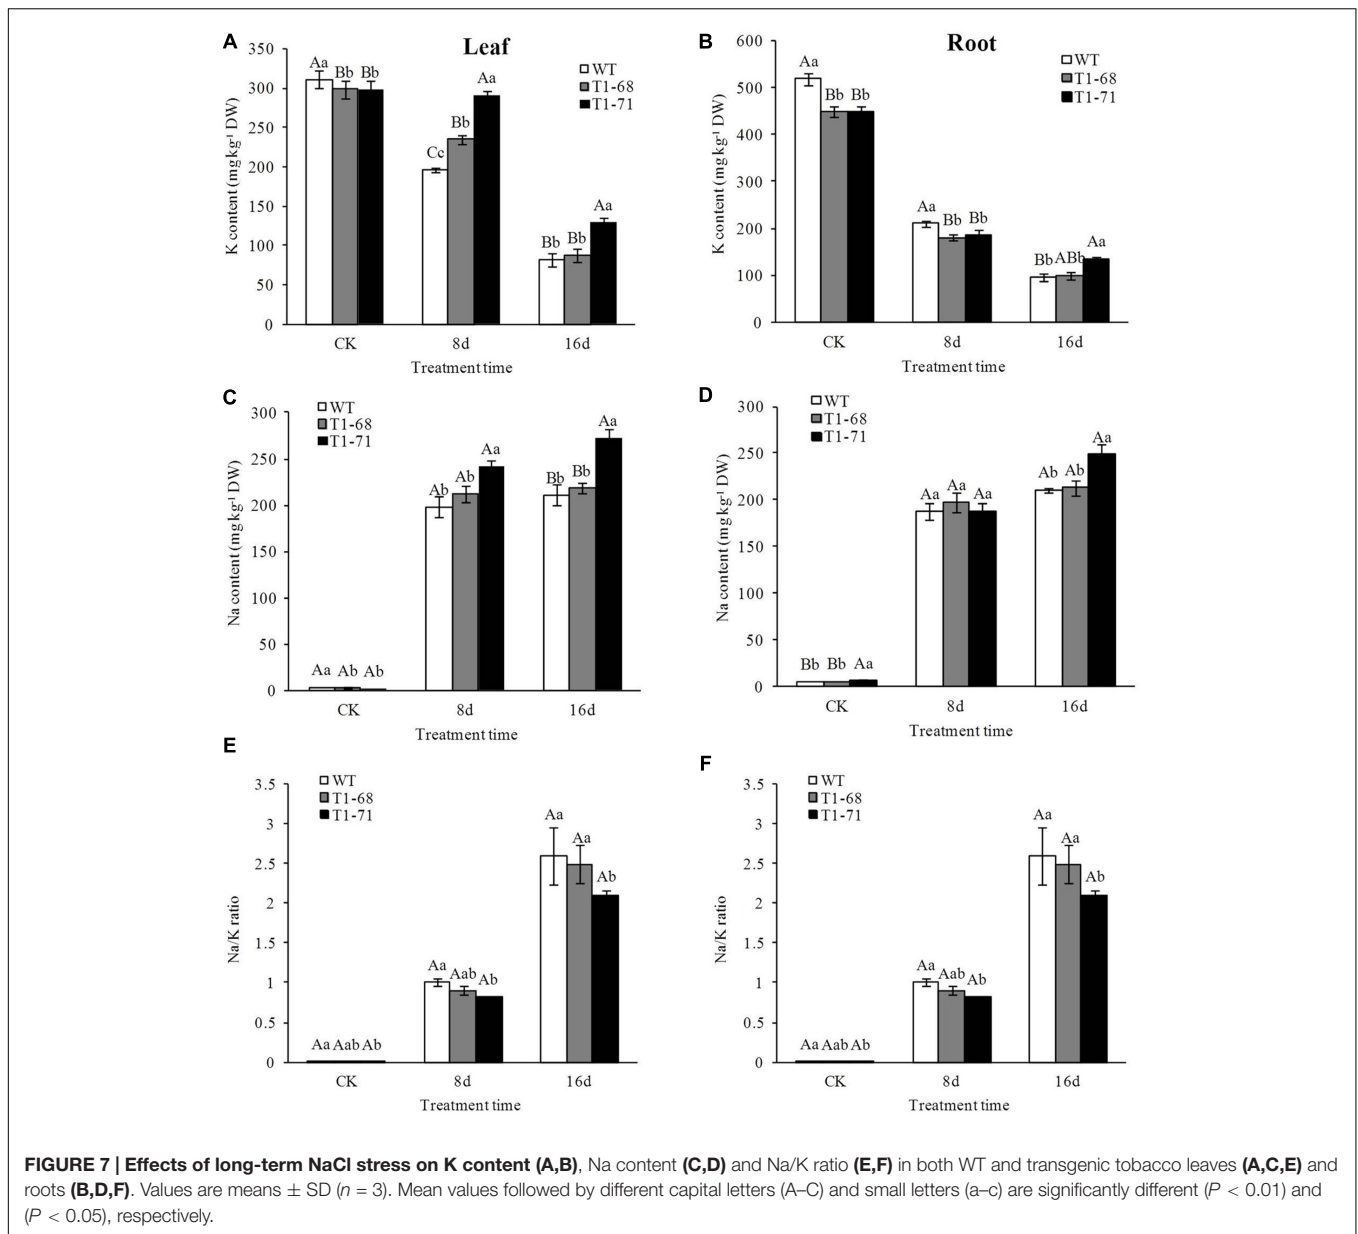 A
Leaf
WT
T1-68
T1-71
K content (mg kg⁻¹ DW)
350
300
250
200
150
100
50
0
Aa Bb Bb
Cc Bb Aa
Bb Bb Aa
CK 8d 16d
Treatment time
B
Root
WT
T1-68
T1-71
K content (mg kg⁻¹ DW)
600
500
400
300
200
100
0
Aa Bb Bb
Aa Bb Bb
Bb ABb Aa
CK 8d 16d
Treatment time
C
WT
T1-68
T1-71
Na content (mg kg⁻¹ DW)
300
250
200
150
100
50
0
Aa Ab Ab
Ab Ab Aa
Bb Bb Aa
CK 8d 16d
Treatment time
D
WT
T1-68
T1-71
Na content (mg kg⁻¹ DW)
300
250
200
150
100
50
0
Bb Bb Aa
Aa Aa Aa
Ab Ab Aa
CK 8d 16d
Treatment time
E
WT
T1-68
T1-71
Na/K ratio
3.5
3
2.5
2
1.5
1
0.5
0
Aa Aab Ab
Aa Aab Ab
Aa Aa Ab
CK 8d 16d
Treatment time
F
WT
T1-68
T1-71
Na/K ratio
3.5
3
2.5
2
1.5
1
0.5
0
Aa Aab Ab
Aa Aab Ab
Aa Aa Ab
CK 8d 16d
Treatment time
FIGURE 7 | Effects of long-term NaCl stress on K content (A,B), Na content (C,D) and Na/K ratio (E,F) in both WT and transgenic tobacco leaves (A,C,E) and
roots (B,D,F). Values are means ± SD (n = 3). Mean values followed by different capital letters (A–C) and small letters (a–c) are significantly different (P < 0.01) and
(P < 0.05), respectively.